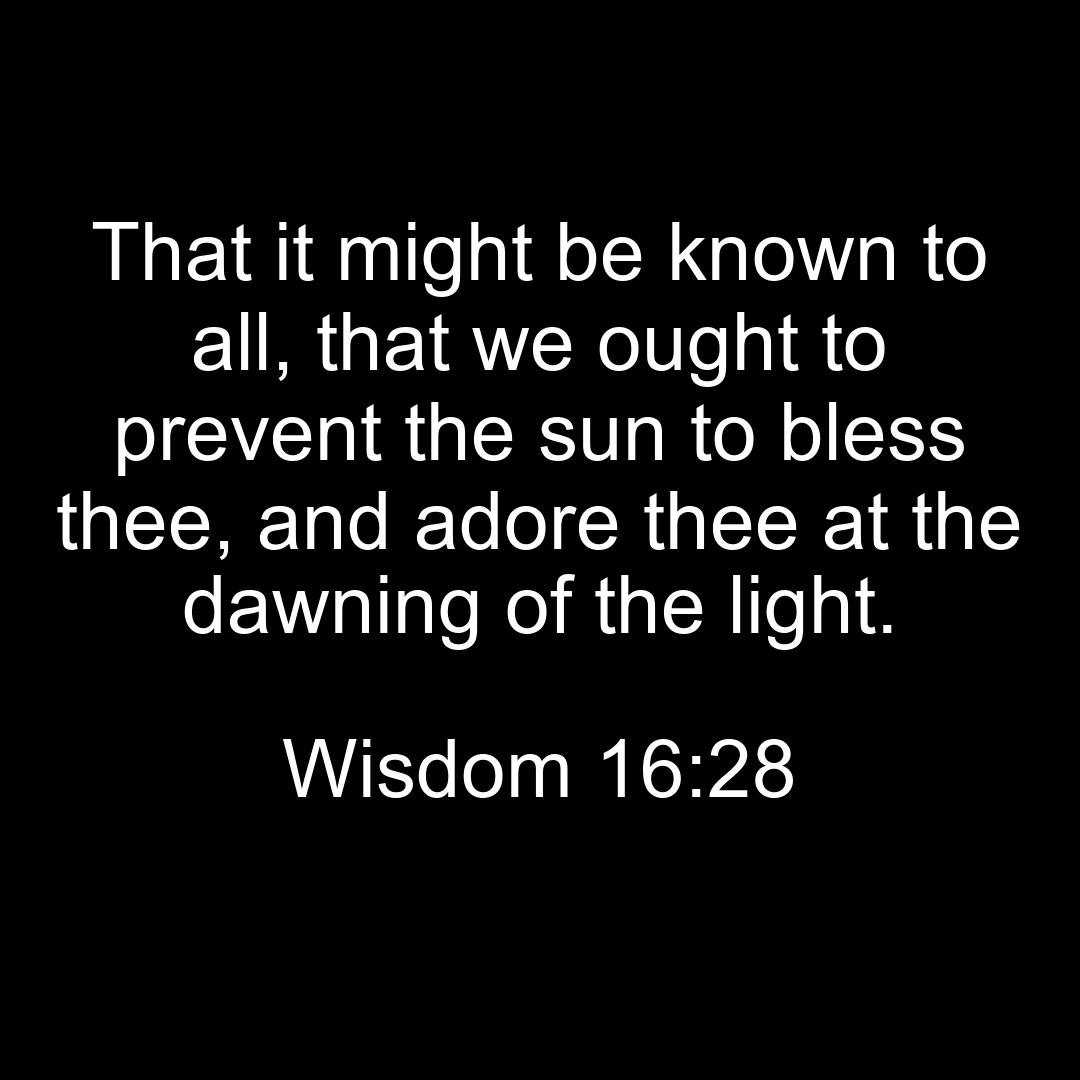 That it might be known to
all, that we ought to
prevent the sun to bless
thee, and adore thee at the
dawning of the light.
Wisdom 16:28